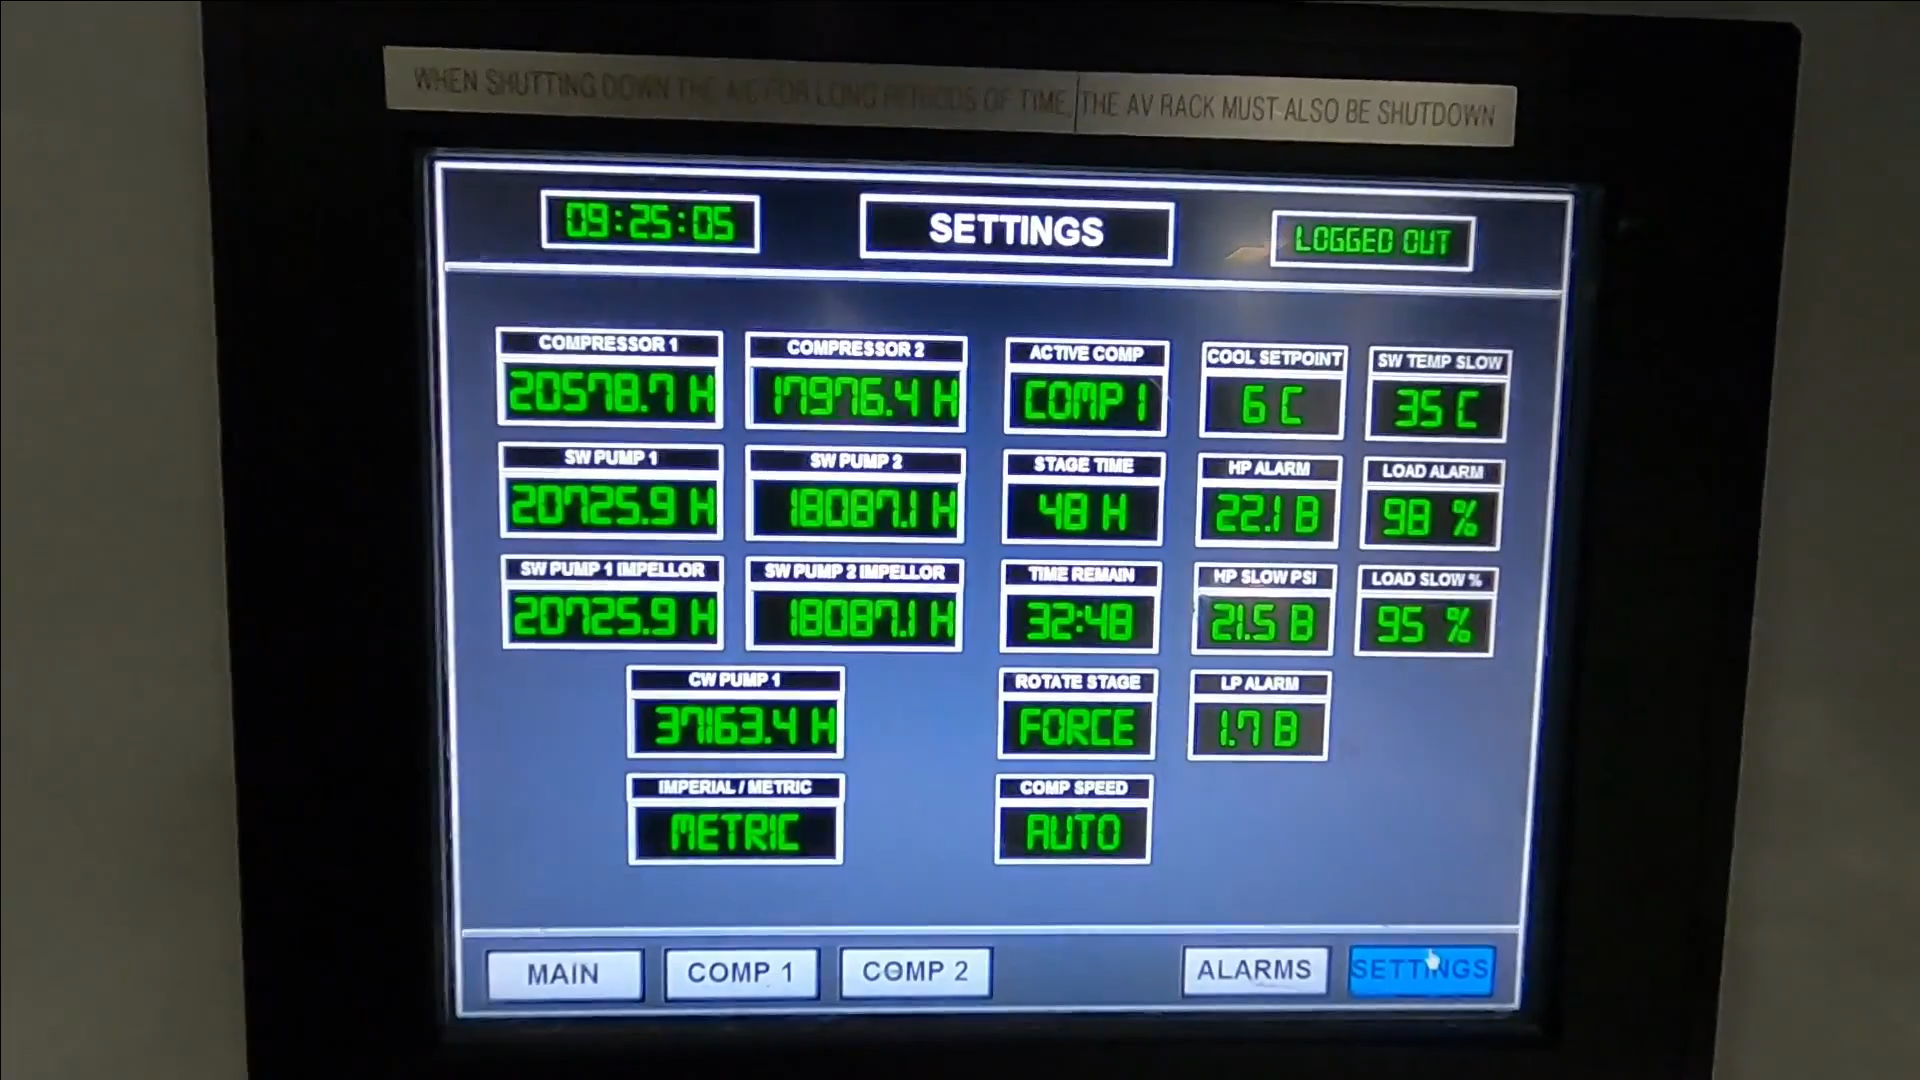 WHEN SHUTTING DOWN THE A/C FOR LONG PERIODS OF TIME, THE AV RACK MUST ALSO BE SHUTDOWN
09:25:05
SETTINGS
LOGGED OUT
COMPRESSOR 1
20578.7 H
COMPRESSOR 2
17976.4 H
ACTIVE COMP
COMP 1
COOL SETPOINT
6 C
SW TEMP SLOW
35 C
SW PUMP 1
20725.9 H
SW PUMP 2
18087.1 H
STAGE TIME
48 H
HP ALARM
22.1 B
LOAD ALARM
98 %
SW PUMP 1 IMPELLOR
20725.9 H
SW PUMP 2 IMPELLOR
18087.1 H
TIME REMAIN
32:48
HP SLOW PSI
21.5 B
LOAD SLOW %
95 %
CW PUMP 1
37163.4 H
ROTATE STAGE
FORCE
LP ALARM
1.7 B
IMPERIAL / METRIC
METRIC
COMP SPEED
AUTO
MAIN
COMP 1
COMP 2
ALARMS
SETTINGS